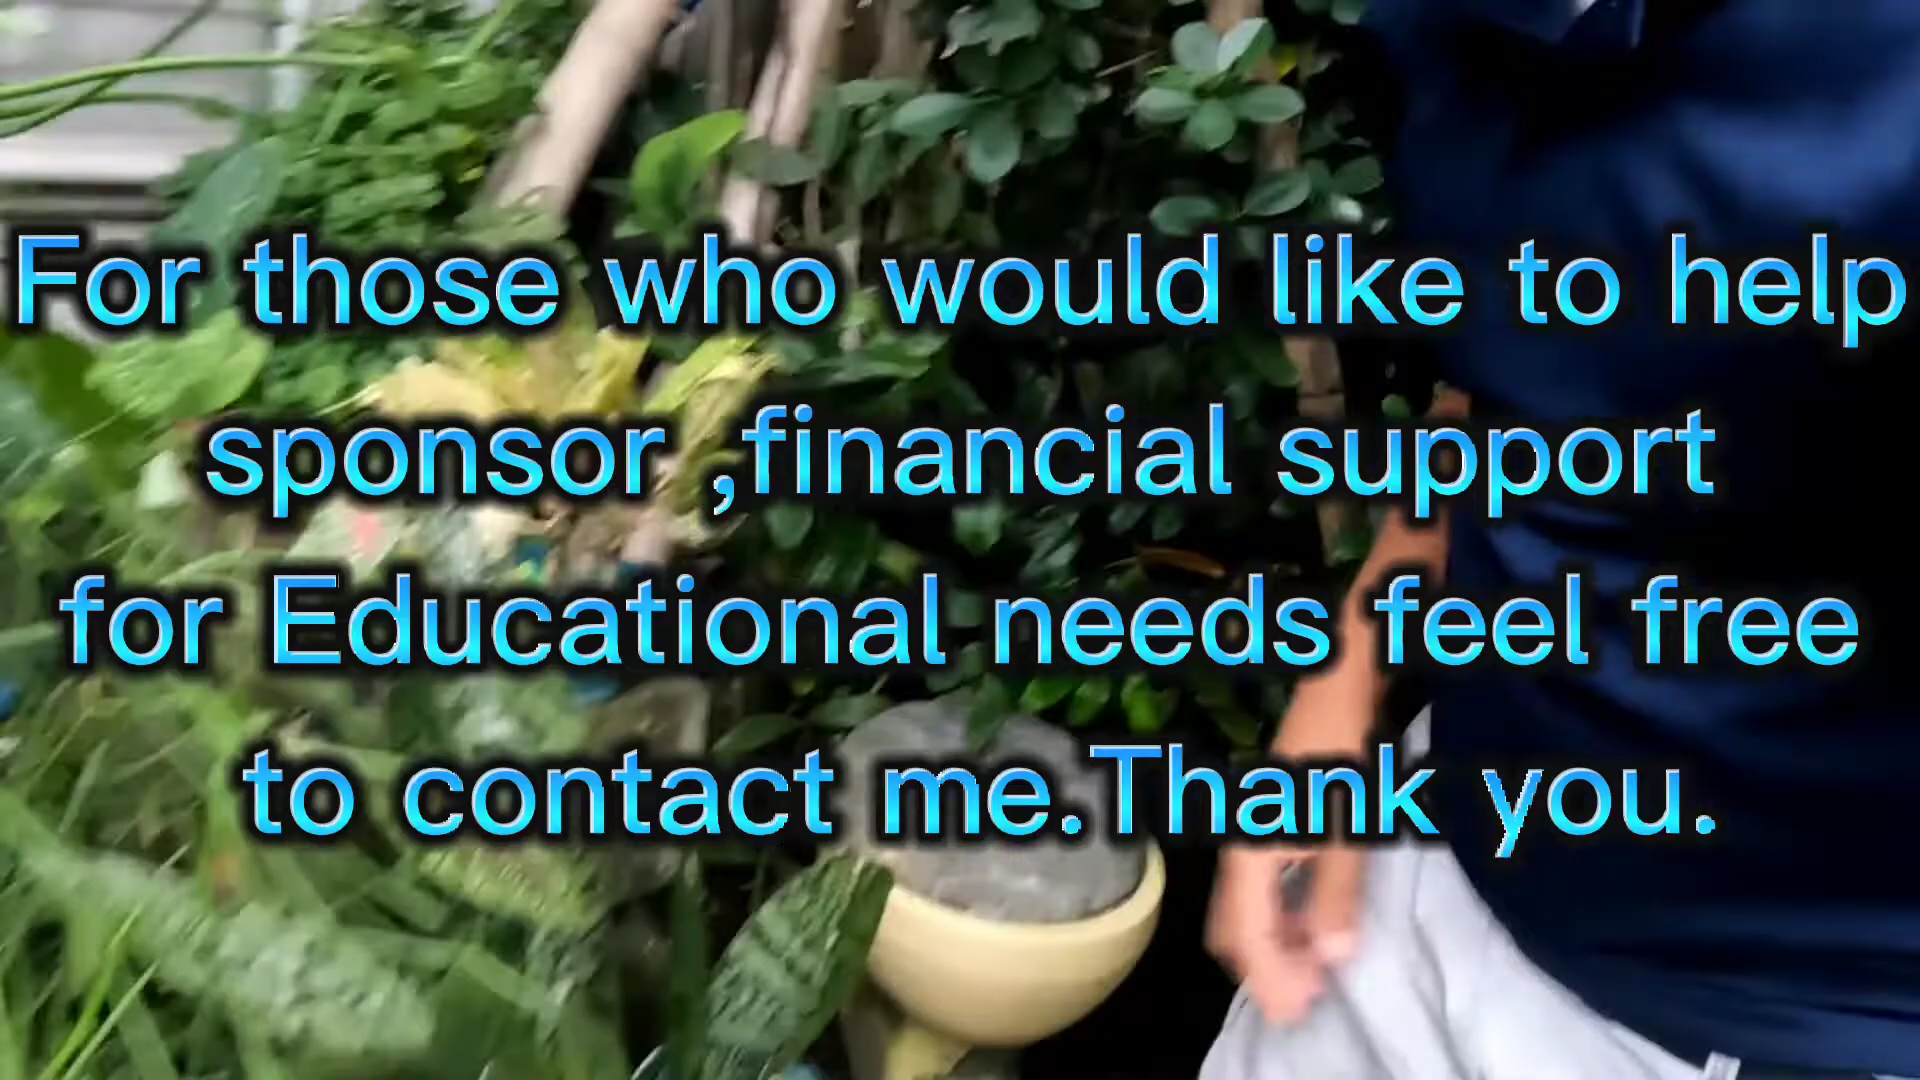 For those who would like to help
sponsor ,financial support
for Educational needs feel free
to contact me.Thank you.